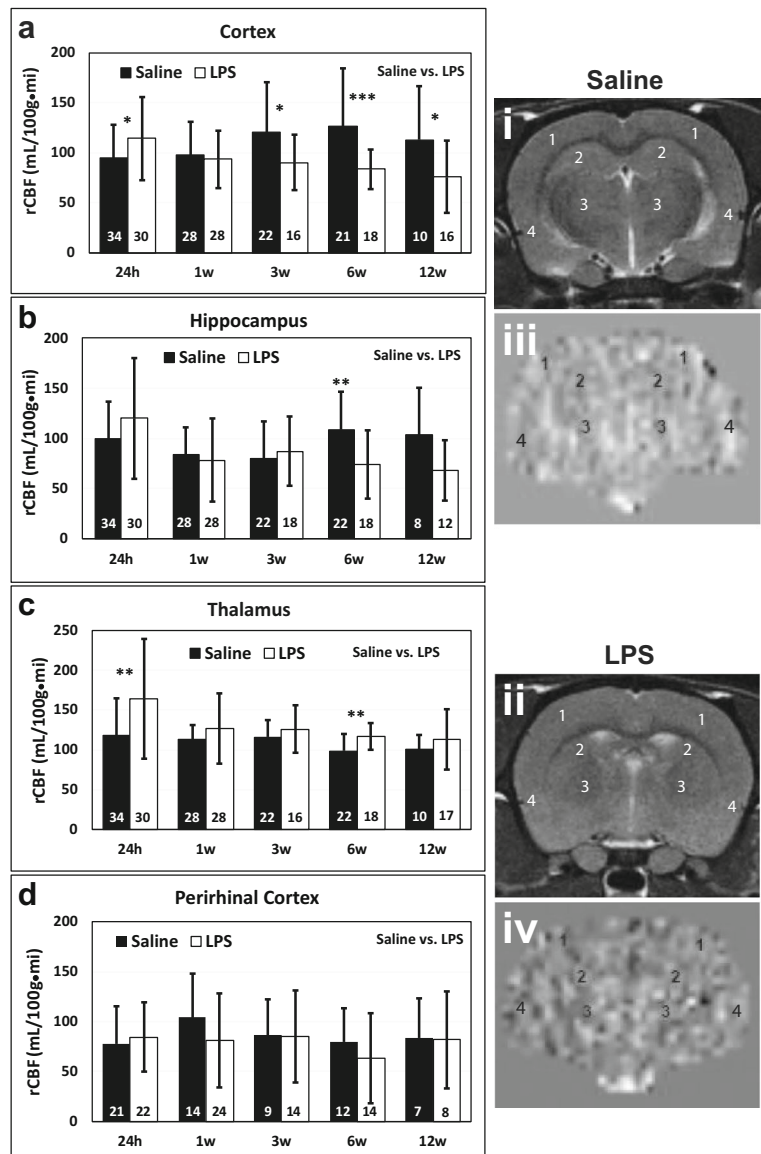 a
Cortex
200
150
100
50
0
rCBF (mL/100g•mi)
Saline LPS
Saline vs. LPS
* * *** *
34 30 28 28 22 16 21 18 10 16
24h 1w 3w 6w 12w
b
Hippocampus
200
150
100
50
0
rCBF (mL/100g•mi)
Saline LPS
Saline vs. LPS
**
34 30 28 28 22 18 22 18 8 12
24h 1w 3w 6w 12w
c
Thalamus
250
200
150
100
50
0
rCBF (mL/100g•mi)
Saline LPS
Saline vs. LPS
** **
34 30 28 28 22 16 22 18 10 17
24h 1w 3w 6w 12w
d
Perirhinal Cortex
200
150
100
50
0
rCBF (mL/100g•mi)
Saline LPS
Saline vs. LPS
21 22 14 24 9 14 12 14 7 8
24h 1w 3w 6w 12w
Saline
i
1 1
2 2
3 3
4 4
iii
1 1
2 2
3 3
4 4
LPS
ii
1 1
2 2
3 3
4 4
iv
1 1
2 2
3 3
4 4